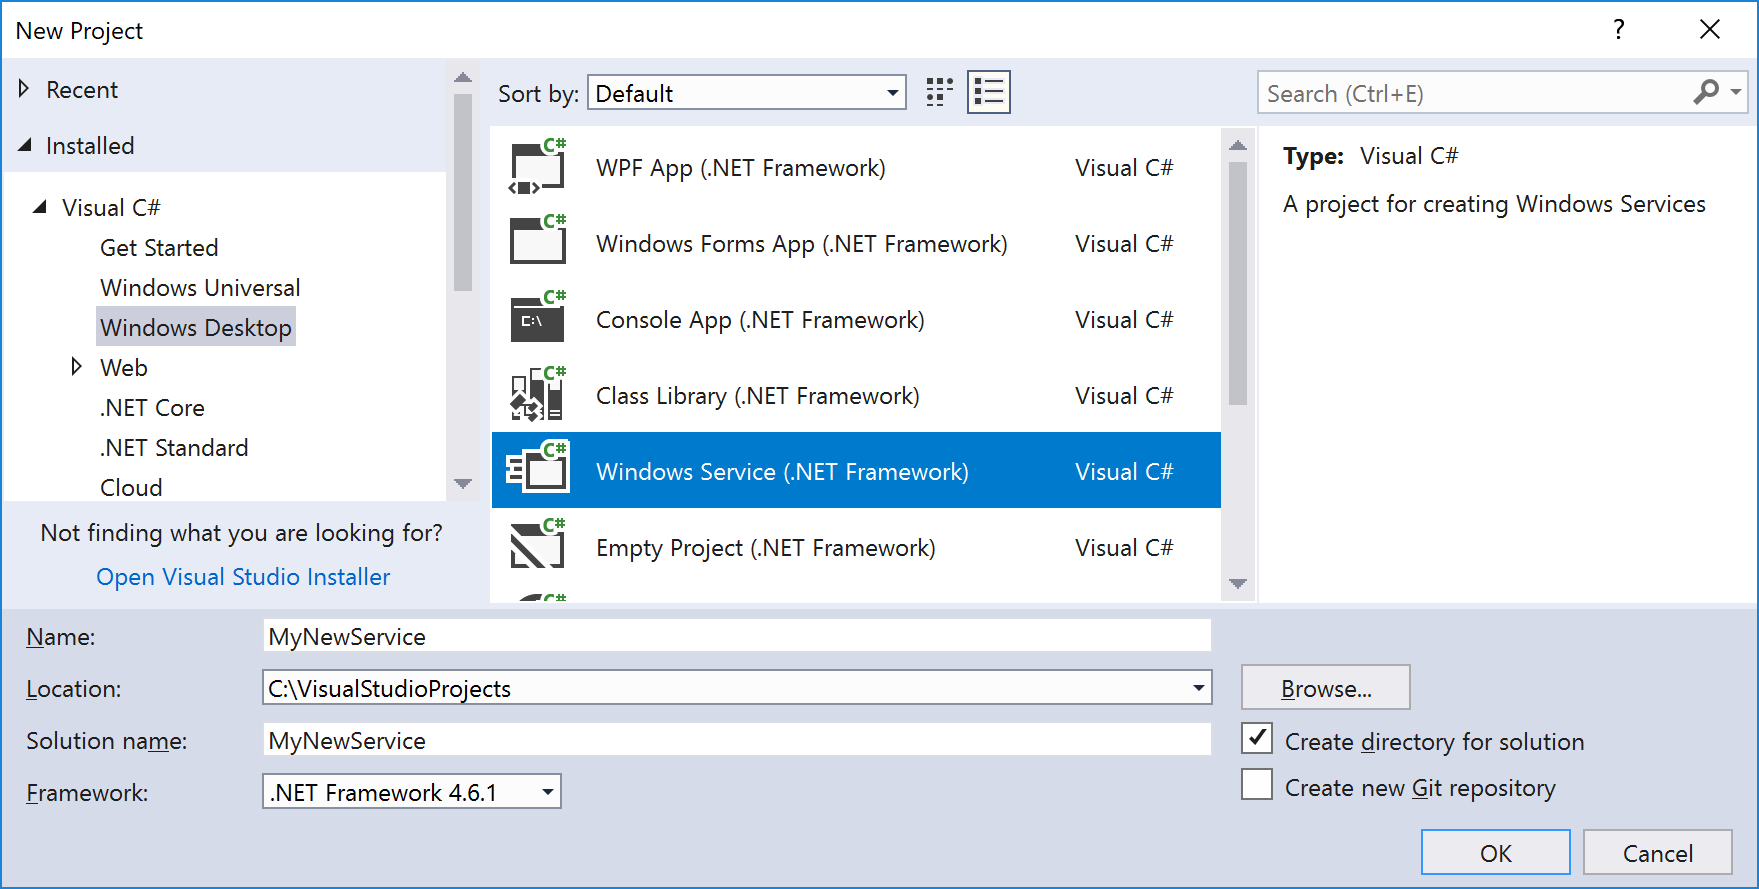 New Project
?
Recent
Installed
Visual C#
Get Started
Windows Universal
Windows Desktop
Web
.NET Core
.NET Standard
Cloud
Not finding what you are looking for?
Open Visual Studio Installer
Sort by: Default
C#
WPF App (.NET Framework) Visual C#
C#
Windows Forms App (.NET Framework) Visual C#
C#
C:\
Console App (.NET Framework) Visual C#
C#
Class Library (.NET Framework) Visual C#
C#
Windows Service (.NET Framework) Visual C#
C#
Empty Project (.NET Framework) Visual C#
C#
Search (Ctrl+E)
Type: Visual C#
A project for creating Windows Services
Name: MyNewService
Location: C:\VisualStudioProjects
Browse...
Solution name: MyNewService
Create directory for solution
Framework: .NET Framework 4.6.1
Create new Git repository
OK
Cancel